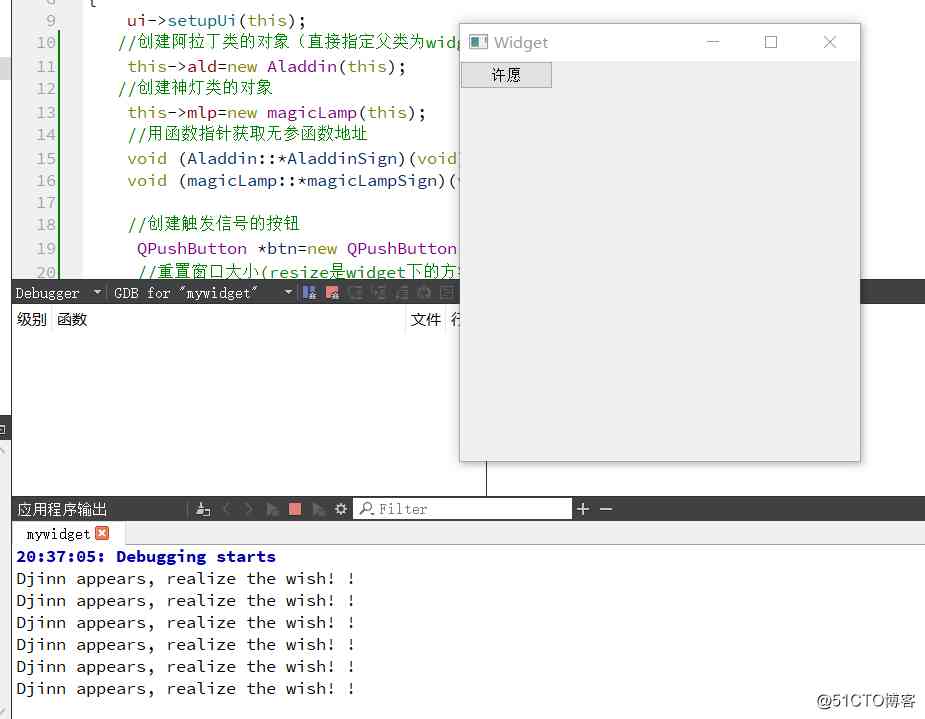 8 {
9 ui->setupUi(this);
10 //创建阿拉丁类的对象（直接指定父类为widg
11 this->ald=new Aladdin(this);
12 //创建神灯类的对象
13 this->mlp=new magicLamp(this);
14 //用函数指针获取无参函数地址
15 void (Aladdin::*AladdinSign)(void
16 void (magicLamp::*magicLampSign)(
17
18 //创建触发信号的按钮
19 QPushButton *btn=new QPushButton
20 //重置窗口大小(resize是widget下的方
Widget
许愿
Debugger GDB for "mywidget"
级别 函数 文件 行
应用程序输出 Filter
mywidget
20:37:05: Debugging starts
Djinn appears, realize the wish! !
Djinn appears, realize the wish! !
Djinn appears, realize the wish! !
Djinn appears, realize the wish! !
Djinn appears, realize the wish! !
Djinn appears, realize the wish! !
@51CTO博客